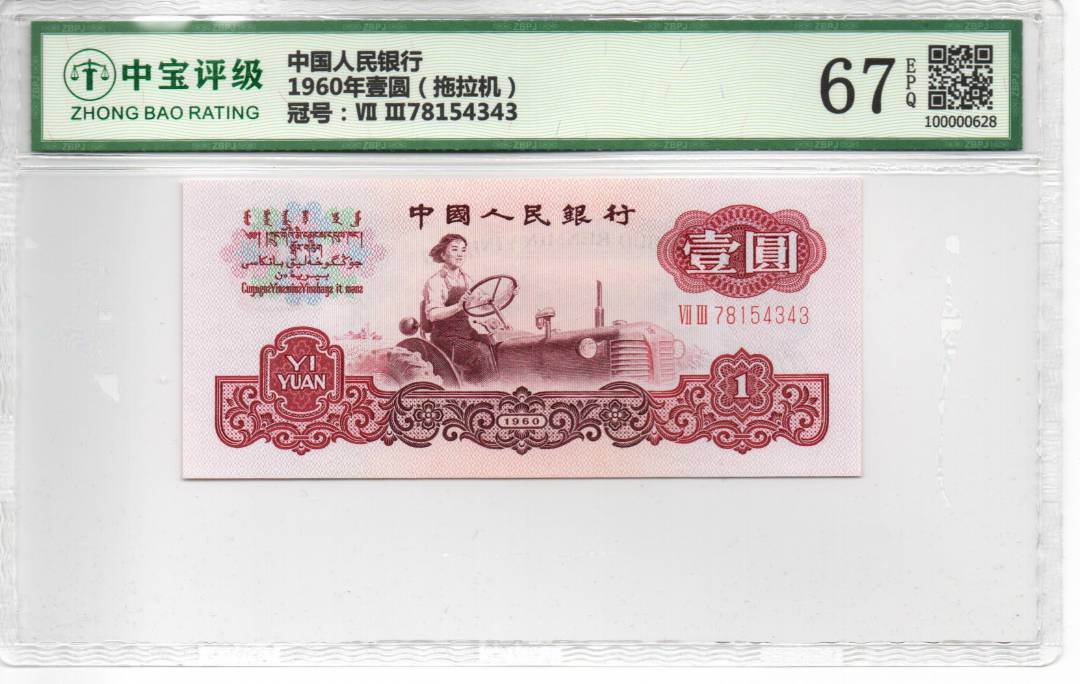 中宝评级
ZHONG BAO RATING
中国人民银行
1960年壹圆（拖拉机）
冠号：Ⅶ Ⅲ78154343
67
EPQ
100000628
中國人民銀行
壹圓
Ⅶ Ⅲ 78154343
YI
YUAN
1
1960